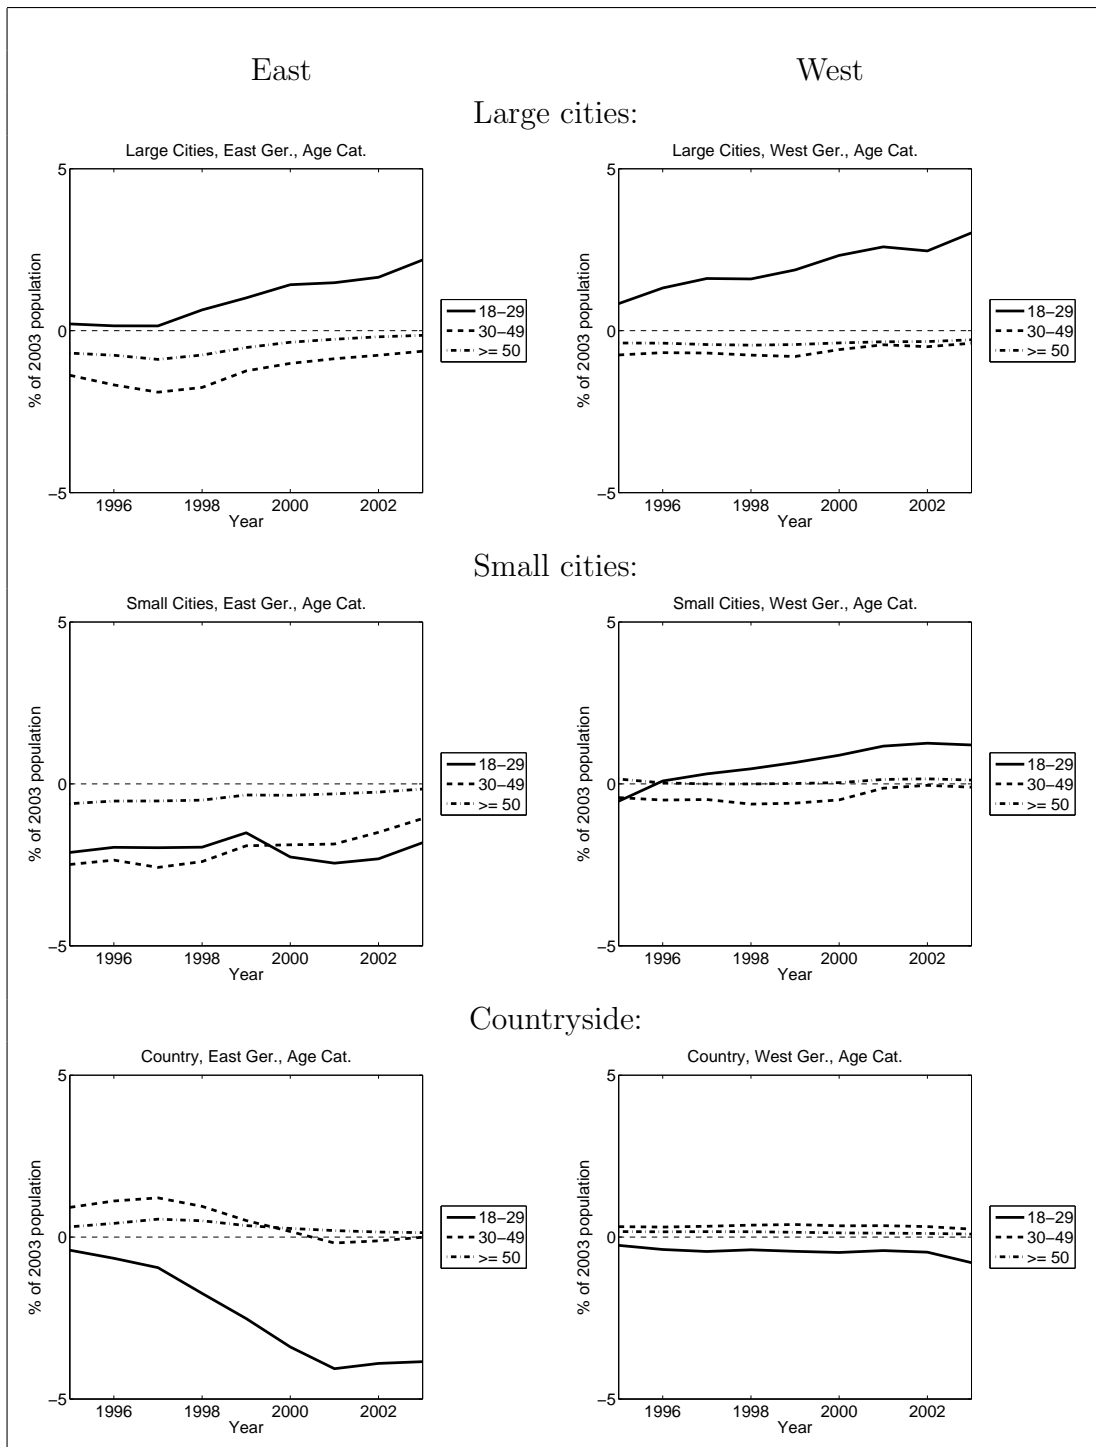 East
West
Large cities:
Large Cities, East Ger., Age Cat.
5
0
−5
% of 2003 population
1996 1998 2000 2002
Year
18−29
30−49
>= 50
Large Cities, West Ger., Age Cat.
5
0
−5
% of 2003 population
1996 1998 2000 2002
Year
18−29
30−49
>= 50
Small cities:
Small Cities, East Ger., Age Cat.
5
0
−5
% of 2003 population
1996 1998 2000 2002
Year
18−29
30−49
>= 50
Small Cities, West Ger., Age Cat.
5
0
−5
% of 2003 population
1996 1998 2000 2002
Year
18−29
30−49
>= 50
Countryside:
Country, East Ger., Age Cat.
5
0
−5
% of 2003 population
1996 1998 2000 2002
Year
18−29
30−49
>= 50
Country, West Ger., Age Cat.
5
0
−5
% of 2003 population
1996 1998 2000 2002
Year
18−29
30−49
>= 50